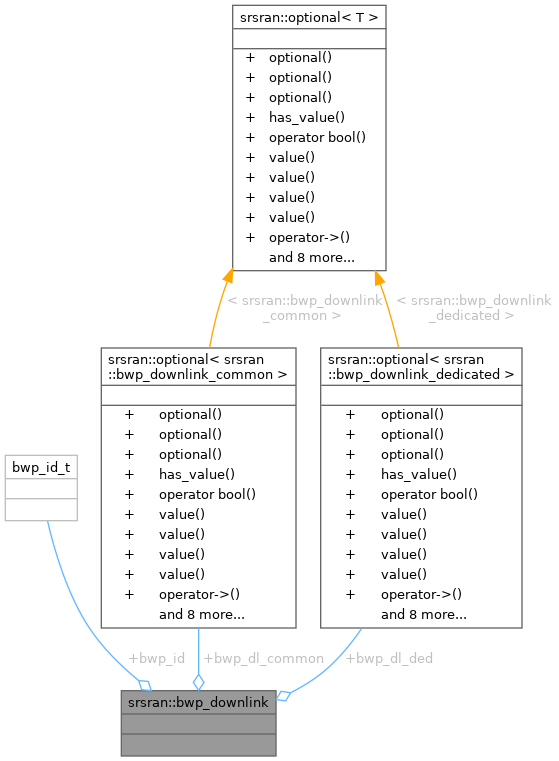 srsran::optional< T >
+ optional()
+ optional()
+ optional()
+ has_value()
+ operator bool()
+ value()
+ value()
+ value()
+ value()
+ operator->()
and 8 more...
< srsran::bwp_downlink
_common >
< srsran::bwp_downlink
_dedicated >
srsran::optional< srsran
::bwp_downlink_common >
+ optional()
+ optional()
+ optional()
+ has_value()
+ operator bool()
+ value()
+ value()
+ value()
+ value()
+ operator->()
and 8 more...
srsran::optional< srsran
::bwp_downlink_dedicated >
+ optional()
+ optional()
+ optional()
+ has_value()
+ operator bool()
+ value()
+ value()
+ value()
+ value()
+ operator->()
and 8 more...
bwp_id_t
+bwp_id
+bwp_dl_common
+bwp_dl_ded
srsran::bwp_downlink